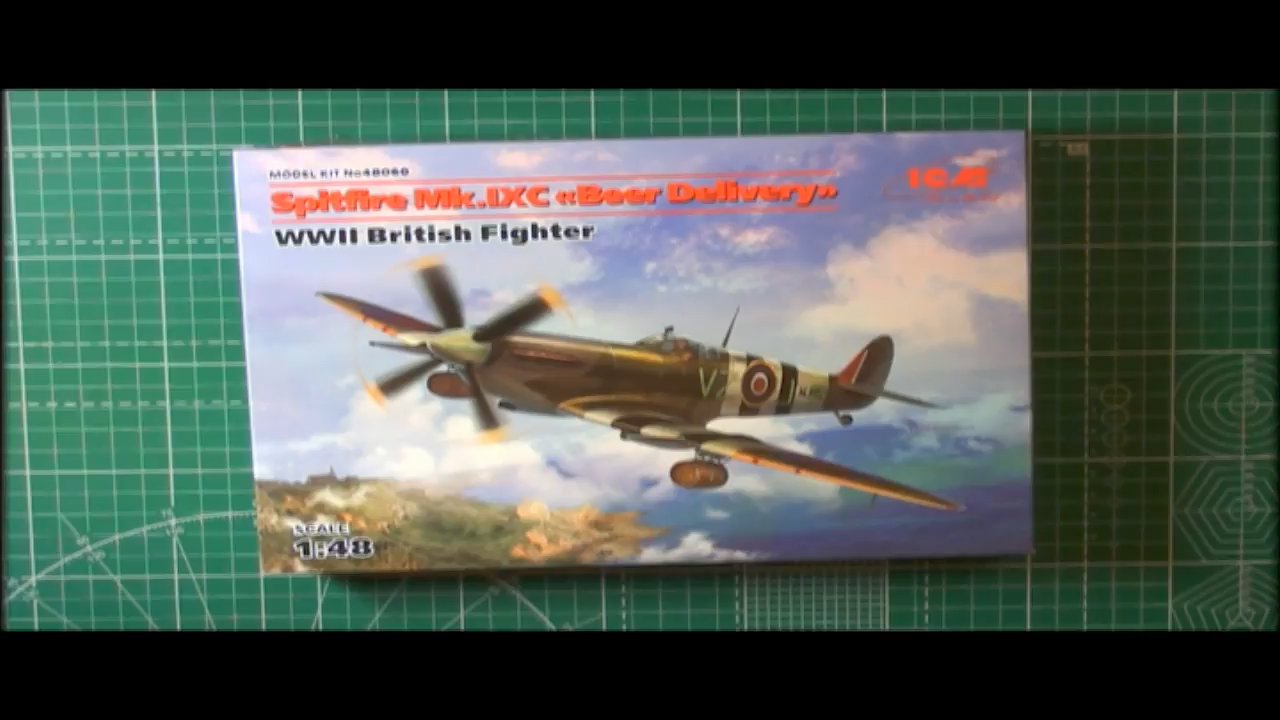 MODEL KIT No48060
Spitfire Mk.IXC «Beer Delivery»
ICM
WWII British Fighter
SCALE
1:48